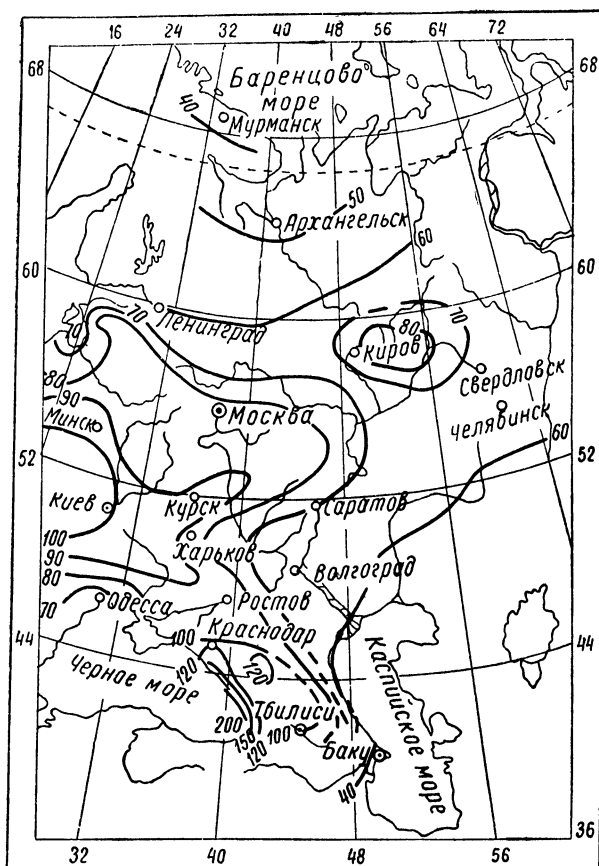 16 24 32 40 48 56 64 72
68 68
Баренцово
море
40
Мурманск
50
Архангельск
60
60 60
Ленинград
70
70
70
80
Киров
Свердловск
80
90
Москва
Минск
Челябинск
60
52 52
Киев
Курск
Саратов
100
Харьков
90
80
Волгоград
70
Одесса
Ростов
44 44
100
Краснодар
120
120
Черное море
Каспийское море
200
150
120
Тбилиси
100
Баку
40
36
32 40 48 56